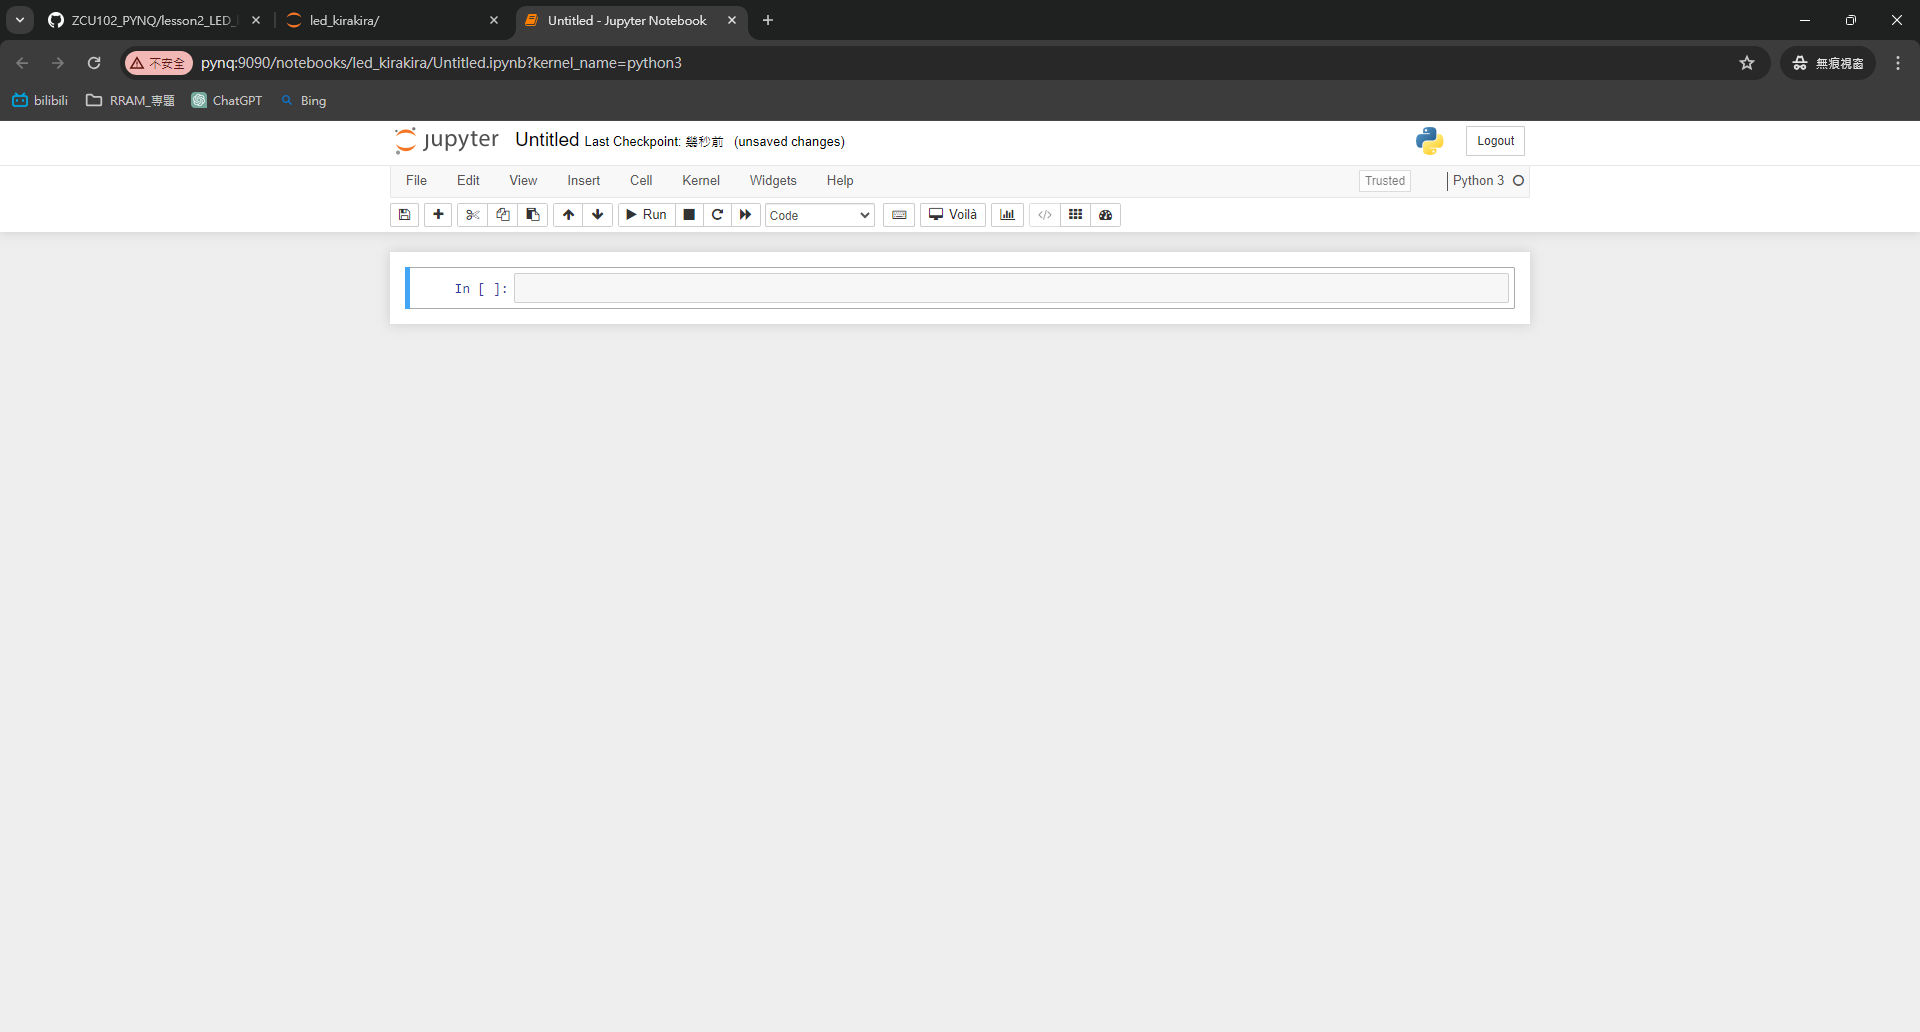 ZCU102_PYNQ/lesson2_LED_
led_kirakira/
Untitled - Jupyter Notebook
不安全
pynq:9090/notebooks/led_kirakira/Untitled.ipynb?kernel_name=python3
無痕視窗
bilibili
RRAM_專題
ChatGPT
Bing
jupyter
Untitled Last Checkpoint: 幾秒前 (unsaved changes)
Logout
File Edit View Insert Cell Kernel Widgets Help
Trusted
Python 3
Run
Code
Voilà
In [ ]: